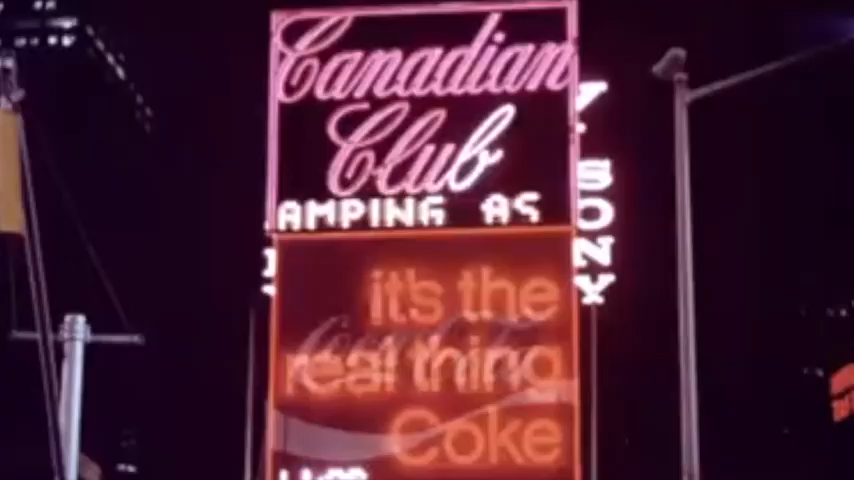 Canadian
Club
AMPING AS
SONY
it's the
real thing
Coke